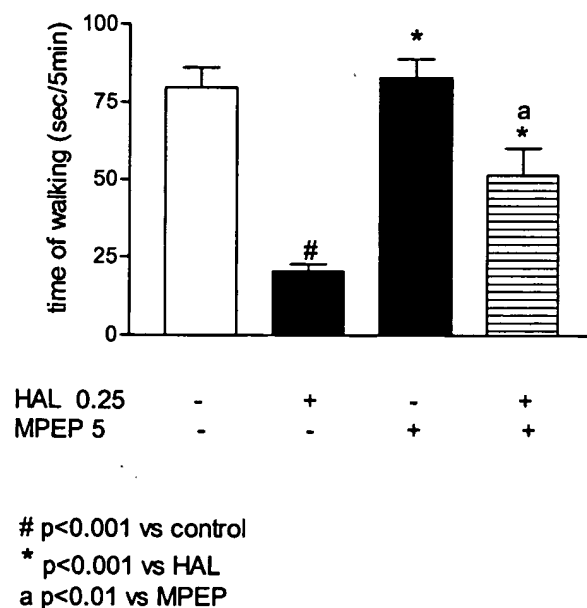 100
75
50
25
0
time of walking (sec/5min)
#
*
a
*
HAL 0.25 - + - +
MPEP 5 - - + +
# p<0.001 vs control
* p<0.001 vs HAL
a p<0.01 vs MPEP